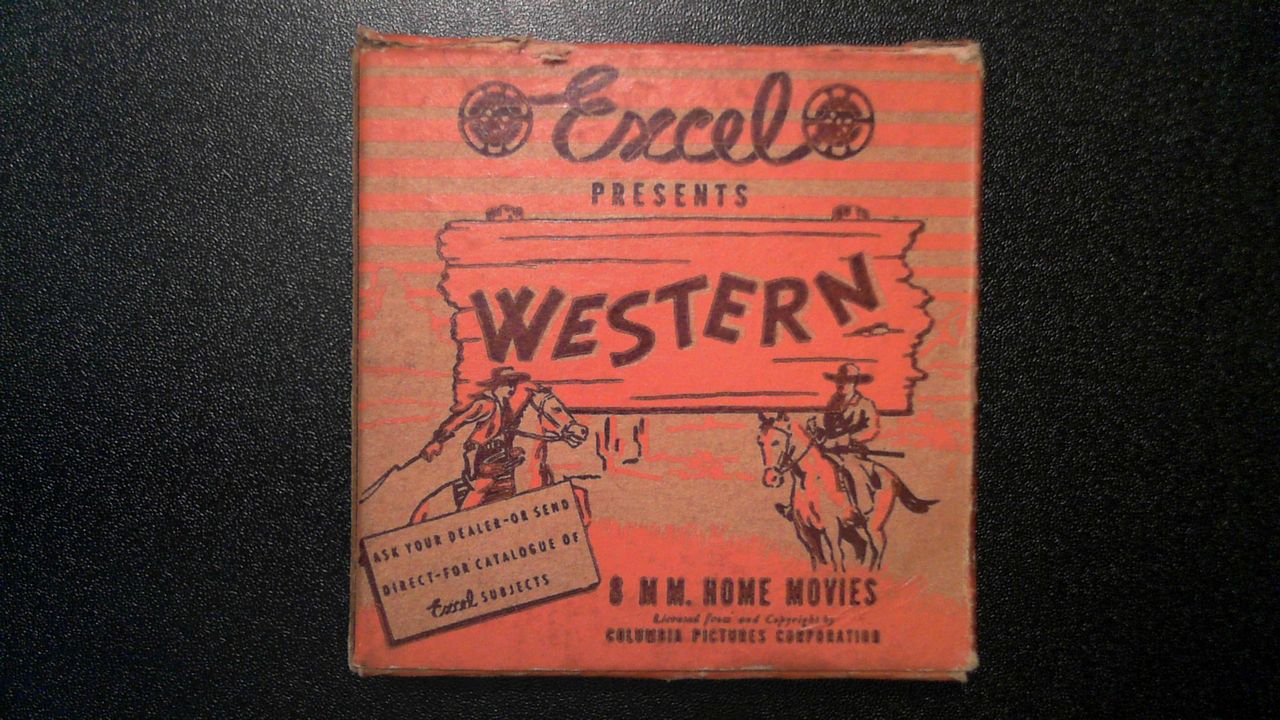 Excel
PRESENTS
WESTERN
ASK YOUR DEALER-OR SEND
DIRECT-FOR CATALOGUE OF
Excel SUBJECTS
8 MM. HOME MOVIES
Licensed from and Copyright by
COLUMBIA PICTURES CORPORATION